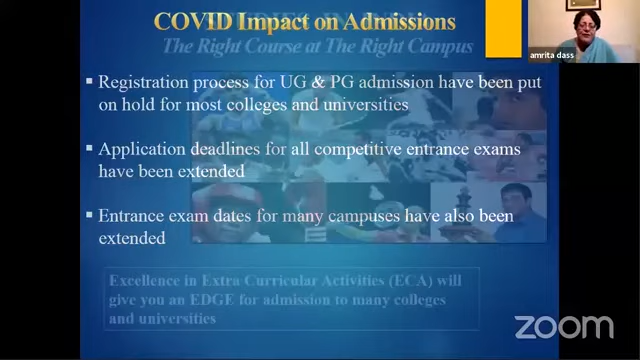 COVID Impact on Admissions
The Right Course at The Right Campus
amrita dass
▪ Registration process for UG & PG admission have been put
on hold for most colleges and universities
▪ Application deadlines for all competitive entrance exams
have been extended
▪ Entrance exam dates for many campuses have also been
extended
Excellence in Extra Curricular Activities (ECA) will
give you an EDGE for admission to many colleges
and universities
zoom